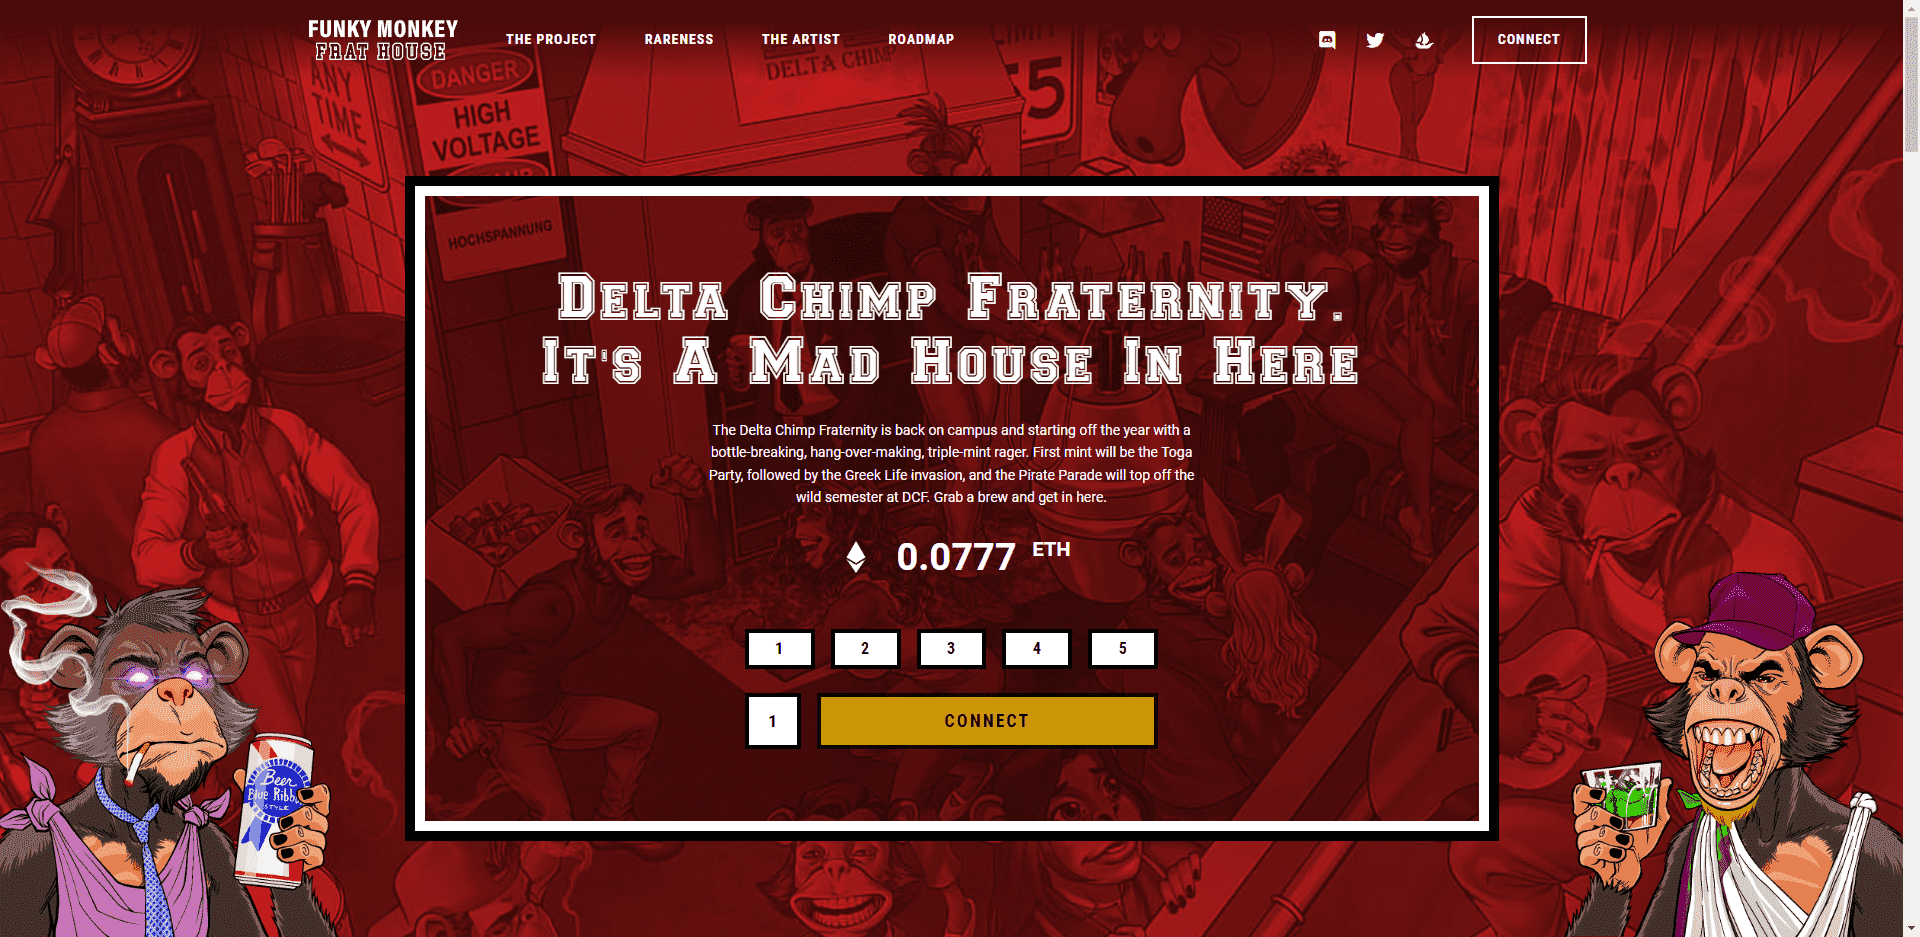 FUNKY MONKEY
FRAT HOUSE
THE PROJECT
RARENESS
THE ARTIST
ROADMAP
CONNECT
ANY
TIME
DANGER
HIGH
VOLTAGE
DELTA CHIMP
55
HOCHSPANNUNG
Delta Chimp Fraternity.
It's A Mad House In Here
The Delta Chimp Fraternity is back on campus and starting off the year with a
bottle-breaking, hang-over-making, triple-mint rager. First mint will be the Toga
Party, followed by the Greek Life invasion, and the Pirate Parade will top off the
wild semester at DCF. Grab a brew and get in here.
0.0777 ETH
1
2
3
4
5
1
CONNECT
Beer
Blue Ribb
STYLE